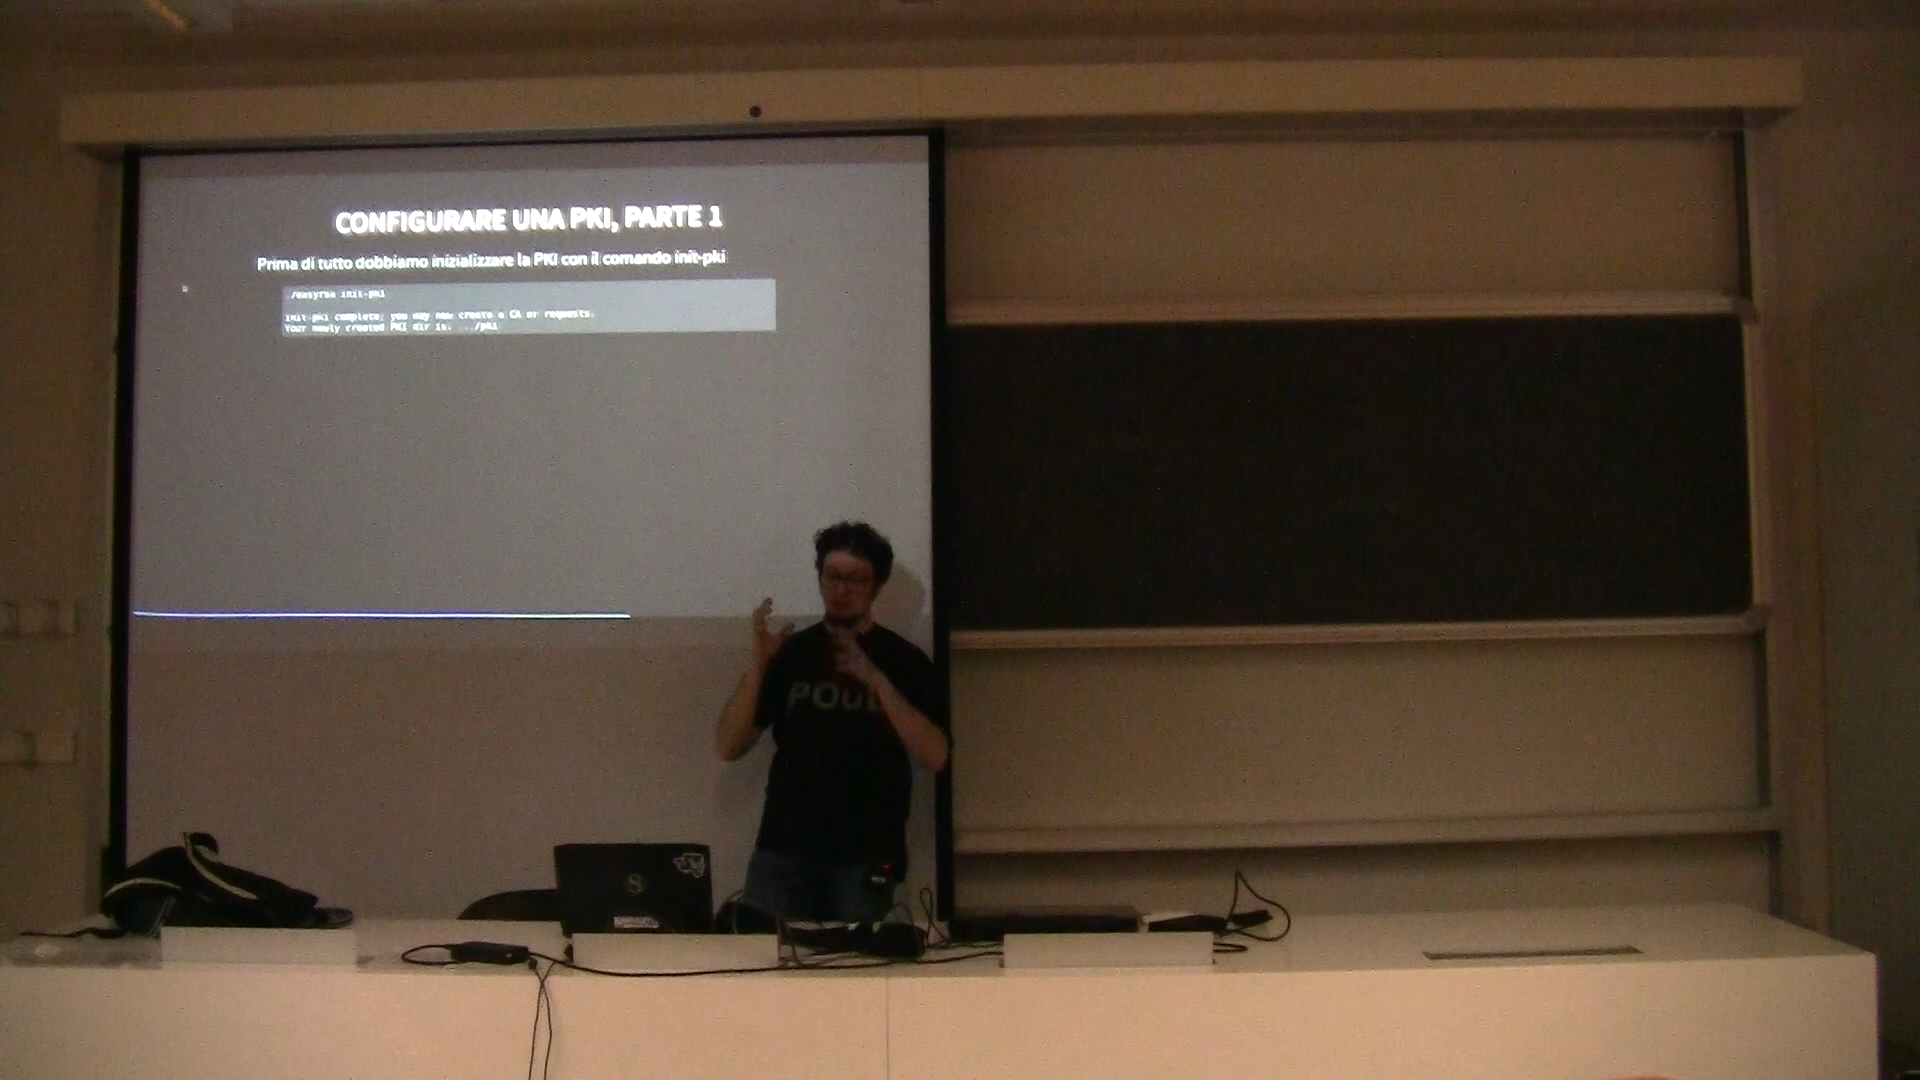 CONFIGURARE UNA PKI, PARTE 1
Prima di tutto dobbiamo inizializzare la PKI con il comando init-pki
./easyrsa init-pki
init-pki complete; you may now create a CA or requests.
Your newly created PKI dir is: .../pki
POuL